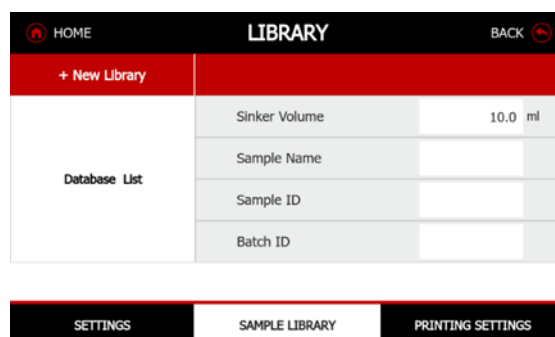 HOME
LIBRARY
BACK
+ New Library
Sinker Volume
10.0 ml
Sample Name
Database List
Sample ID
Batch ID
SETTINGS
SAMPLE LIBRARY
PRINTING SETTINGS